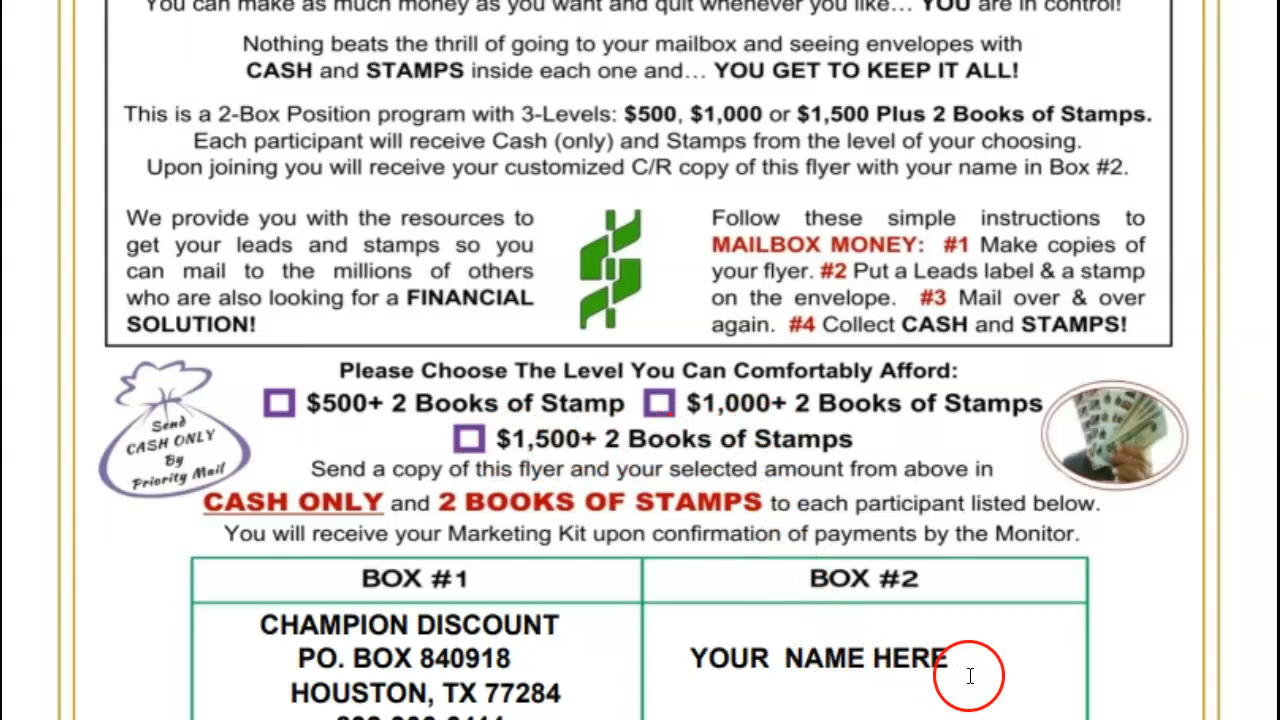 You can make as much money as you want and quit whenever you like… YOU are in control!
Nothing beats the thrill of going to your mailbox and seeing envelopes with
CASH and STAMPS inside each one and… YOU GET TO KEEP IT ALL!
This is a 2-Box Position program with 3-Levels: $500, $1,000 or $1,500 Plus 2 Books of Stamps.
Each participant will receive Cash (only) and Stamps from the level of your choosing.
Upon joining you will receive your customized C/R copy of this flyer with your name in Box #2.
We provide you with the resources to
get your leads and stamps so you
can mail to the millions of others
who are also looking for a FINANCIAL
SOLUTION!
Follow these simple instructions to
MAILBOX MONEY: #1 Make copies of
your flyer. #2 Put a Leads label & a stamp
on the envelope. #3 Mail over & over
again. #4 Collect CASH and STAMPS!
Please Choose The Level You Can Comfortably Afford:
$500+ 2 Books of Stamp $1,000+ 2 Books of Stamps
$1,500+ 2 Books of Stamps
Send
CASH ONLY
By
Priority Mail
Send a copy of this flyer and your selected amount from above in
CASH ONLY and 2 BOOKS OF STAMPS to each participant listed below.
You will receive your Marketing Kit upon confirmation of payments by the Monitor.
BOX #1
CHAMPION DISCOUNT
PO. BOX 840918
HOUSTON, TX 77284
BOX #2
YOUR NAME HERE